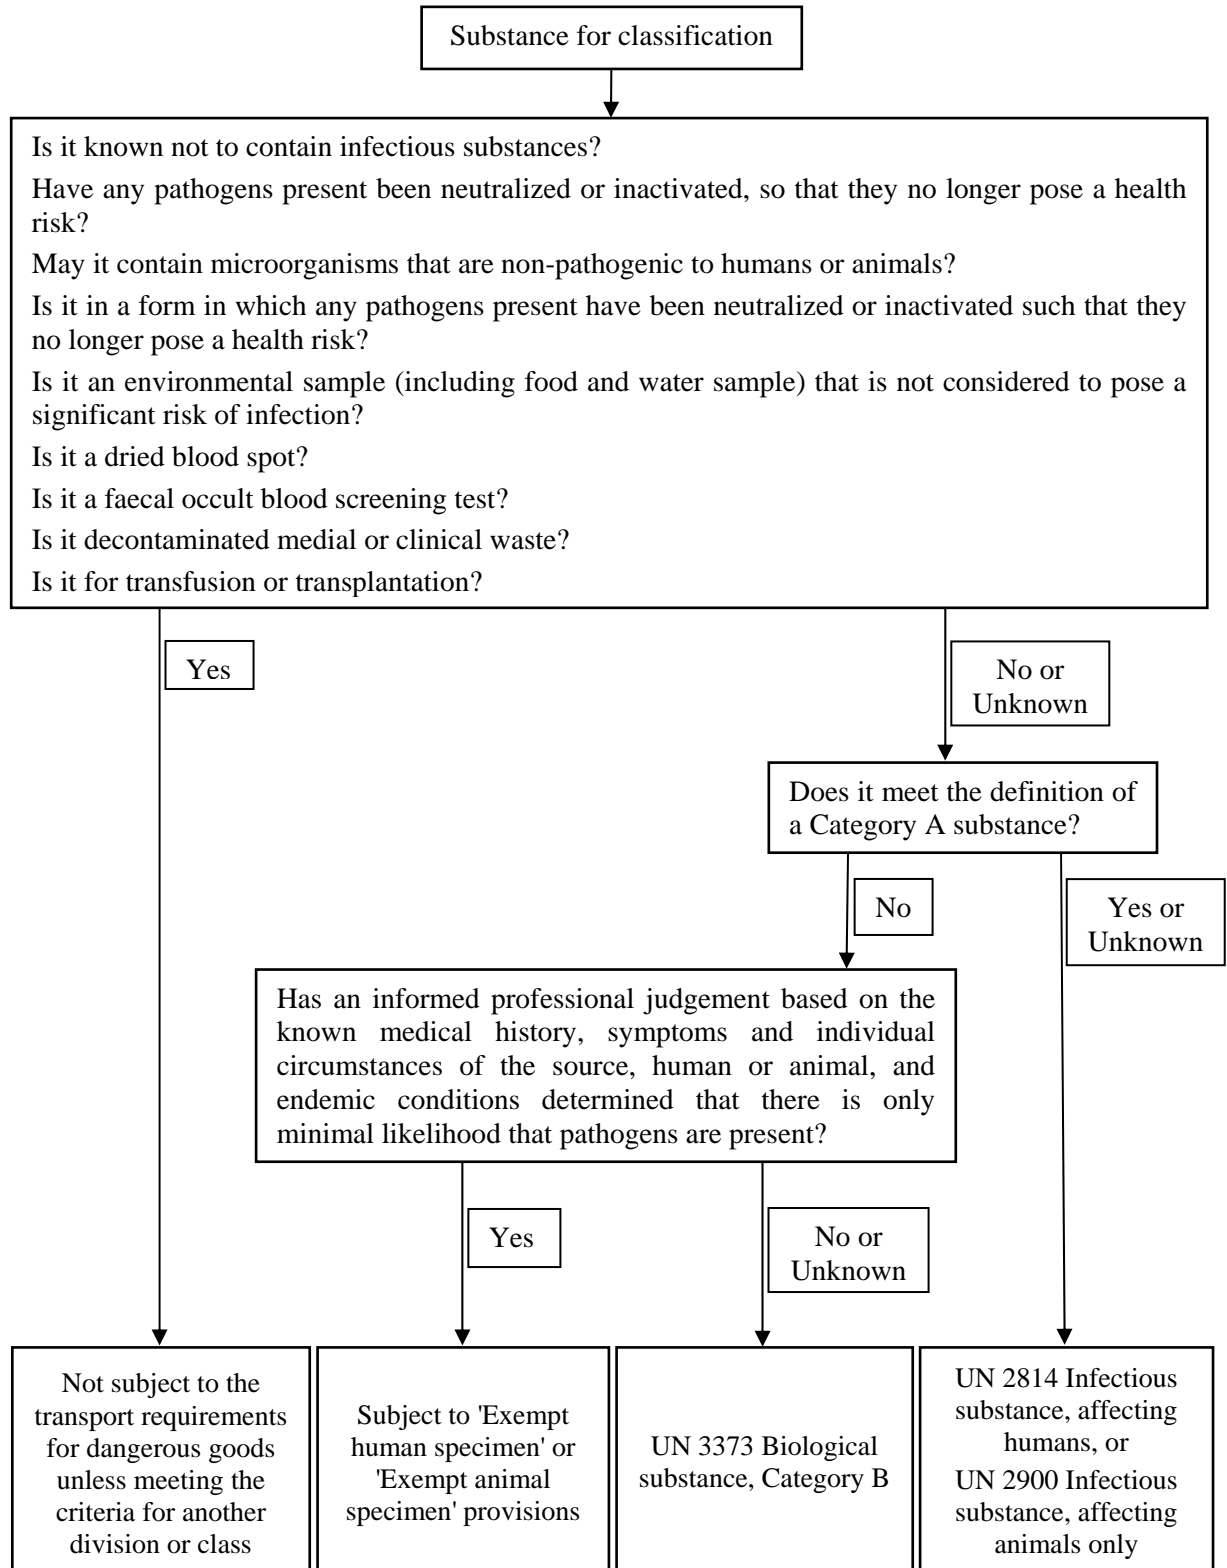 Substance for classification
Is it known not to contain infectious substances?
Have any pathogens present been neutralized or inactivated, so that they no longer pose a health
risk?
May it contain microorganisms that are non-pathogenic to humans or animals?
Is it in a form in which any pathogens present have been neutralized or inactivated such that they
no longer pose a health risk?
Is it an environmental sample (including food and water sample) that is not considered to pose a
significant risk of infection?
Is it a dried blood spot?
Is it a faecal occult blood screening test?
Is it decontaminated medial or clinical waste?
Is it for transfusion or transplantation?
Yes
No or
Unknown
Does it meet the definition of
a Category A substance?
No
Yes or
Unknown
Has an informed professional judgement based on the
known medical history, symptoms and individual
circumstances of the source, human or animal, and
endemic conditions determined that there is only
minimal likelihood that pathogens are present?
Yes
No or
Unknown
Not subject to the
transport requirements
for dangerous goods
unless meeting the
criteria for another
division or class
Subject to 'Exempt
human specimen' or
'Exempt animal
specimen' provisions
UN 3373 Biological
substance, Category B
UN 2814 Infectious
substance, affecting
humans, or
UN 2900 Infectious
substance, affecting
animals only